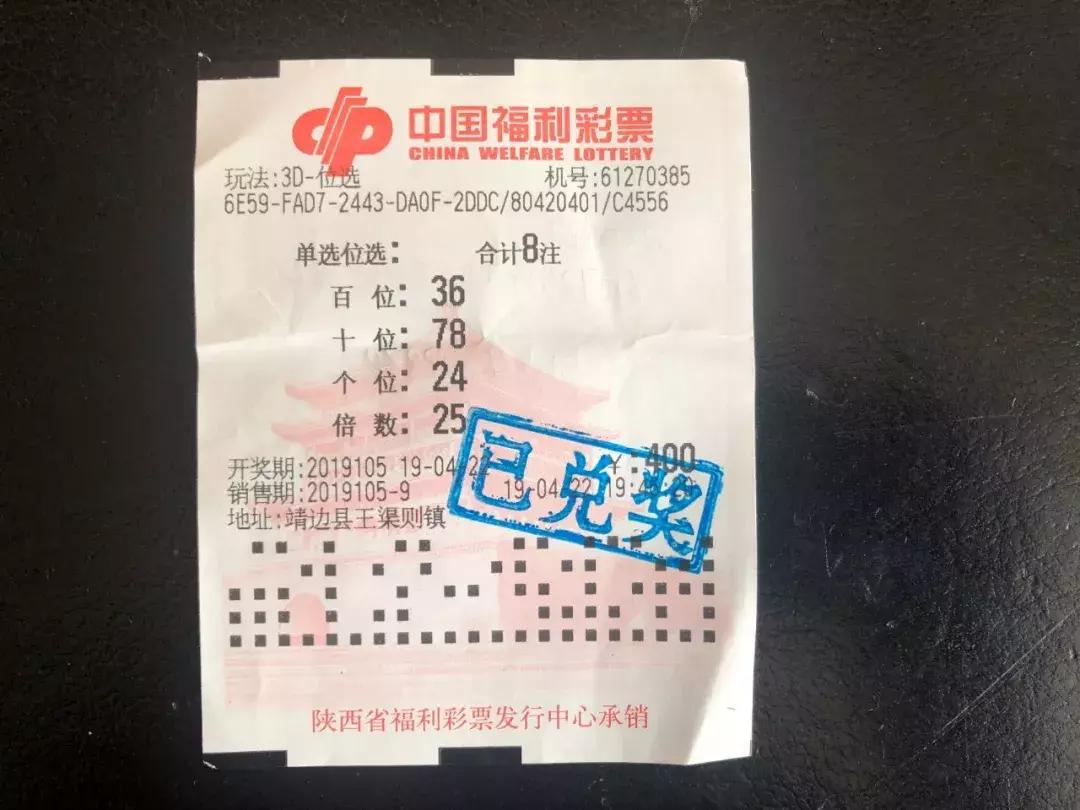 中国福利彩票
CHINA WELFARE LOTTERY
玩法:3D-位选 机号:61270385
6E59-FAD7-2443-DA0F-2DDC/80420401/C4556
单选位选: 合计8注
百 位: 36
十 位: 78
个 位: 24
倍 数: 25
开奖期:2019105 19-04-22 ¥:400
销售期:2019105-9 19-04-22
地址:靖边县王渠则镇
已兑奖
陕西省福利彩票发行中心承销